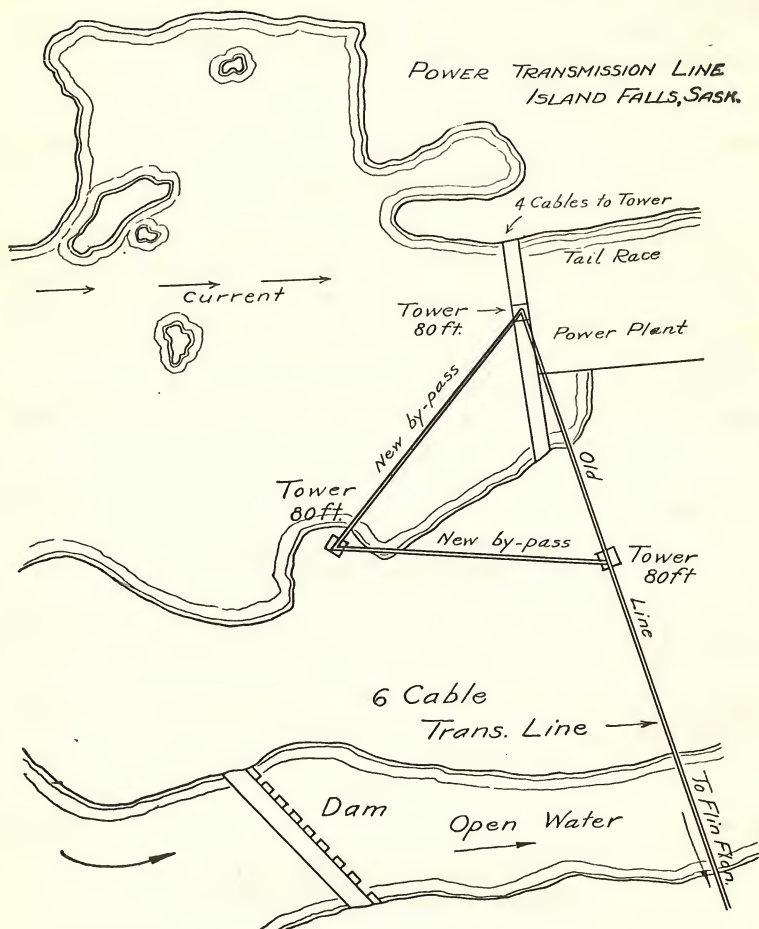 POWER TRANSMISSION LINE
ISLAND FALLS, SASK.
4 Cables to Tower
Tail Race
Current
Tower
80 ft.
Power Plant
New by-pass
Old
Tower
80 ft.
New by-pass
Tower
80 ft
Line
6 Cable
Trans. Line
To Flin Flon.
Dam
Open Water